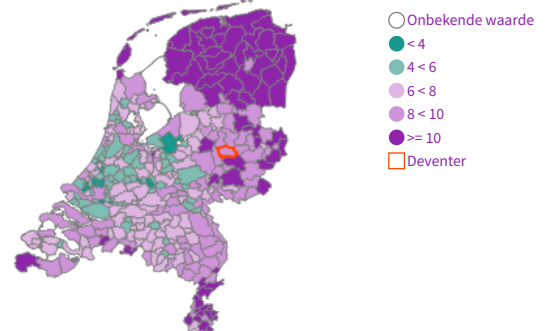 Onbekende waarde
< 4
4 < 6
6 < 8
8 < 10
>= 10
Deventer